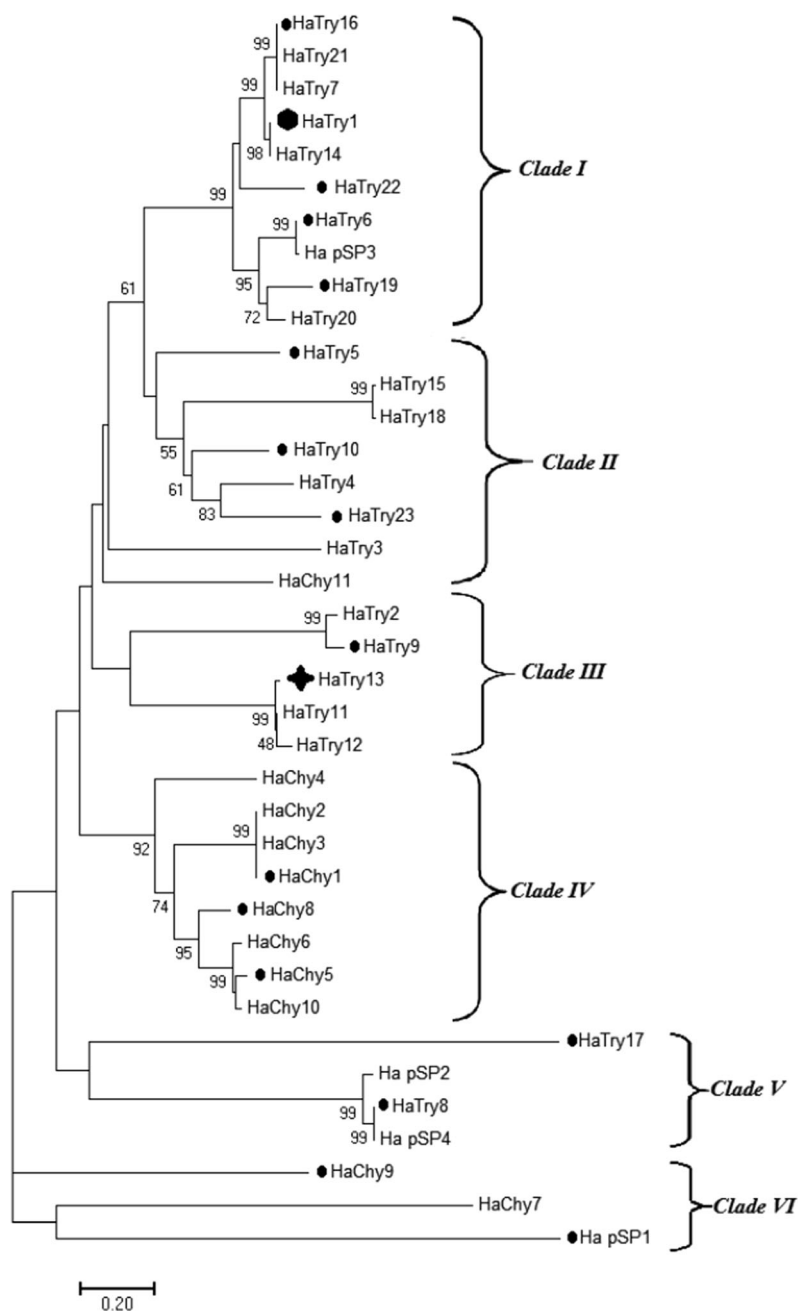 99
HaTry16
HaTry21
99
HaTry7
HaTry1
98
HaTry14
99
HaTry22
Clade I
99
HaTry6
Ha pSP3
95
HaTry19
72
HaTry20
61
HaTry5
99
HaTry15
HaTry18
55
HaTry10
61
HaTry4
83
HaTry23
HaTry3
HaChy11
Clade II
99
HaTry2
HaTry9
HaTry13
99
HaTry11
48
HaTry12
Clade III
HaChy4
92
HaChy2
99
HaChy3
HaChy1
74
HaChy8
95
HaChy6
99
HaChy5
HaChy10
Clade IV
HaTry17
Ha pSP2
99
HaTry8
99
Ha pSP4
Clade V
HaChy9
HaChy7
Ha pSP1
Clade VI
0.20